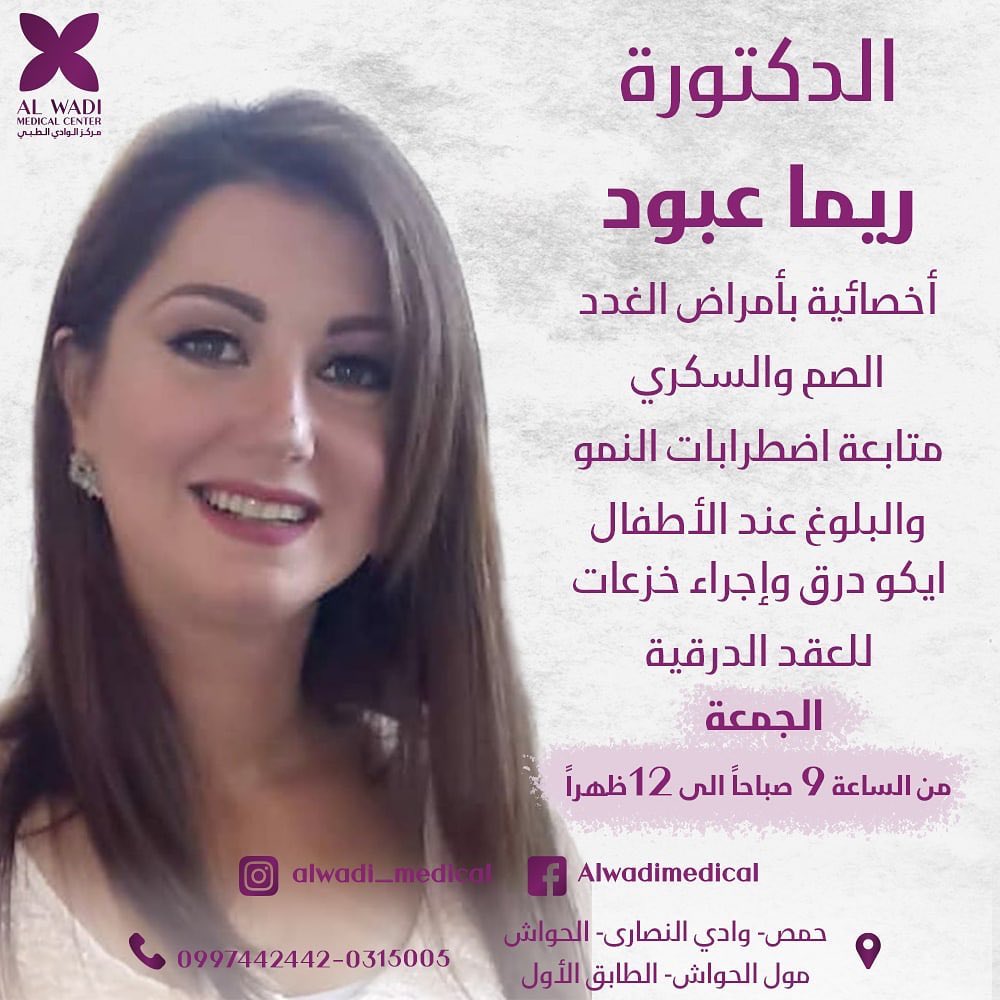 AL WADI
MEDICAL CENTER
مركز الوادي الطبي
الدكتورة
ريما عبود
أخصائية بأمراض الغدد
الصم والسكري
متابعة اضطرابات النمو
والبلوغ عند الأطفال
ايكو درق وإجراء خزعات
للعقد الدرقية
الجمعة
من الساعة 9 صباحاً الى 12 ظهراً
alwadi_medical
Alwadimedical
حمص- وادي النصارى- الحواش
مول الحواش- الطابق الأول
0997442442-0315005